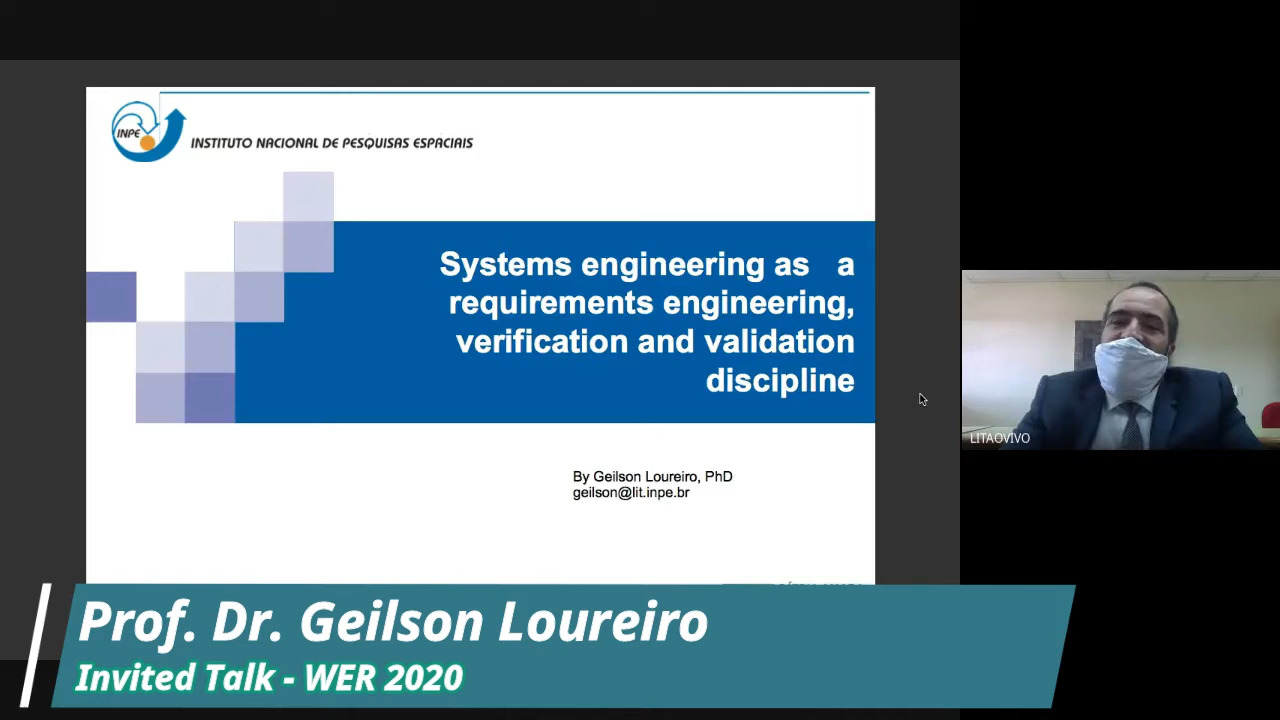 INPE
INSTITUTO NACIONAL DE PESQUISAS ESPACIAIS
Systems engineering as a
requirements engineering,
verification and validation
discipline
By Geilson Loureiro, PhD
geilson@lit.inpe.br
LITAOVIVO
Prof. Dr. Geilson Loureiro
Invited Talk - WER 2020